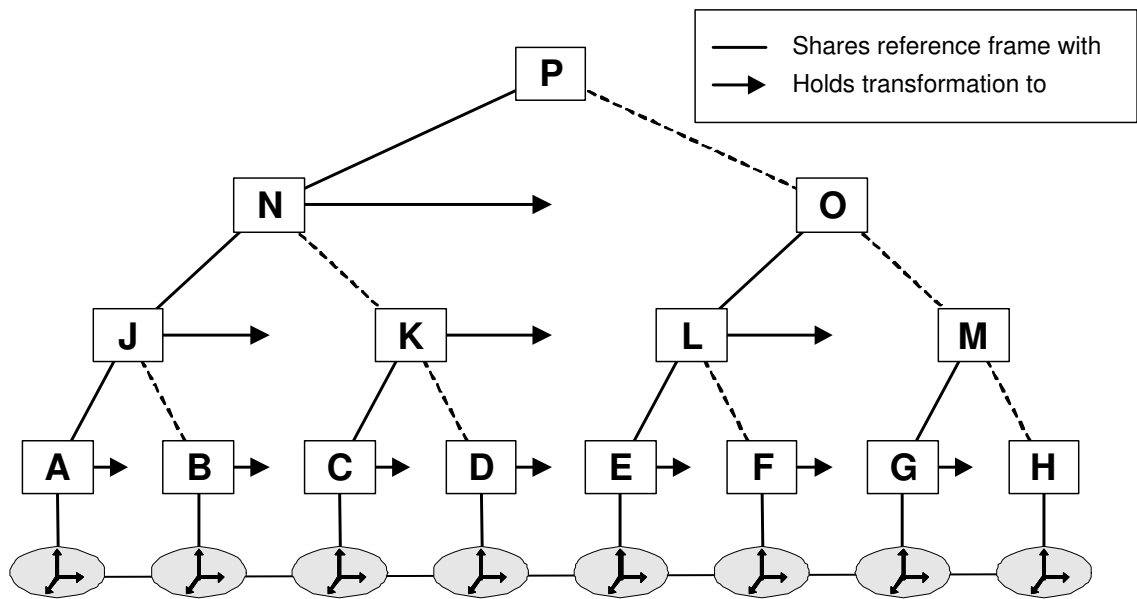 Shares reference frame with
Holds transformation to
P
N O
J K L M
A B C D E F G H